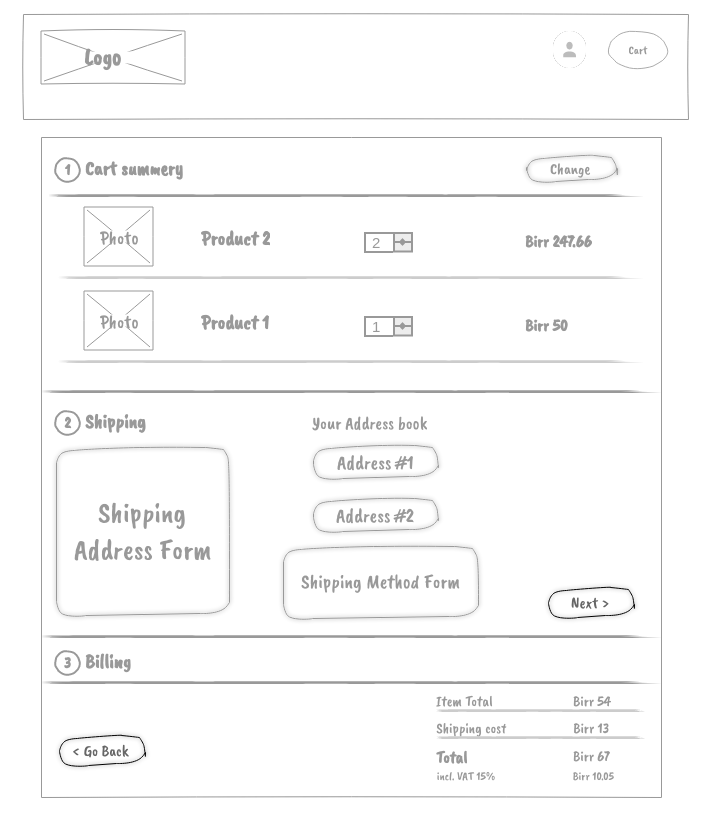 Logo
Cart
1 Cart summery
Change
Photo
Product 2
2
Birr 247.66
Photo
Product 1
1
Birr 50
2 Shipping
Your Address book
Shipping
Address Form
Address #1
Address #2
Shipping Method Form
Next >
3 Billing
Item Total Birr 54
Shipping cost Birr 13
Total Birr 67
incl. VAT 15% Birr 10.05
< Go Back